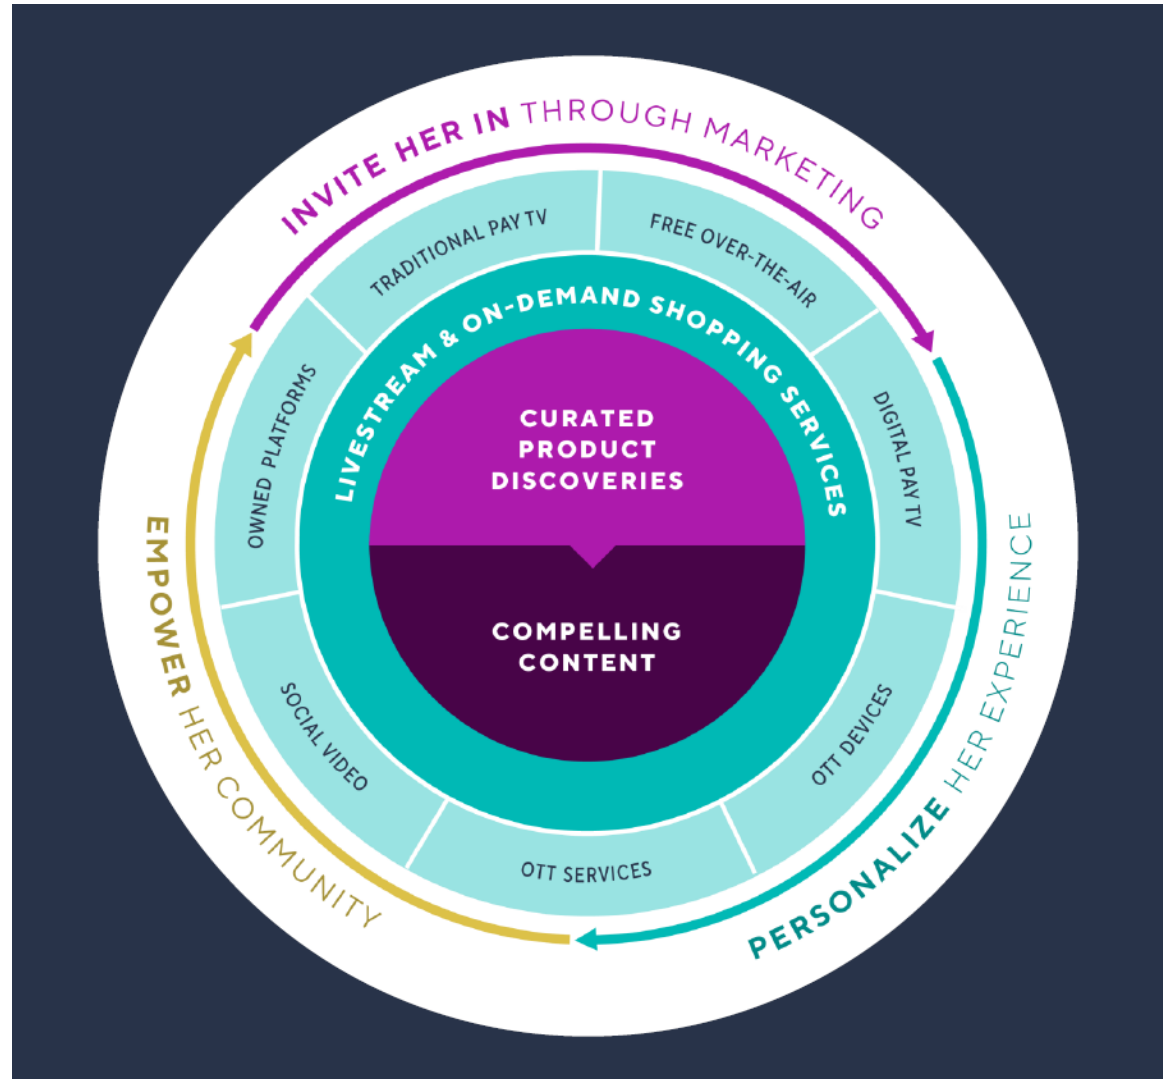 INVITE HER IN THROUGH MARKETING
TRADITIONAL PAY TV
FREE OVER-THE-AIR
DIGITAL PAY TV
OTT DEVICES
OTT SERVICES
SOCIAL VIDEO
OWNED PLATFORMS
LIVESTREAM & ON-DEMAND SHOPPING SERVICES
CURATED
PRODUCT
DISCOVERIES
COMPELLING
CONTENT
PERSONALIZE HER EXPERIENCE
EMPOWER HER COMMUNITY